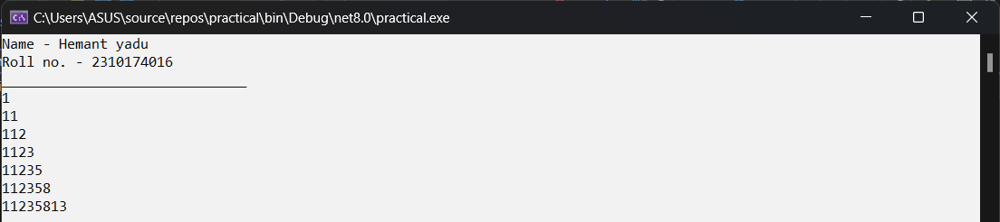 C:\Users\ASUS\source\repos\practical\bin\Debug\net8.0\practical.exe
Name - Hemant yadu
Roll no. - 2310174016
______________________________
1
11
112
1123
11235
112358
11235813